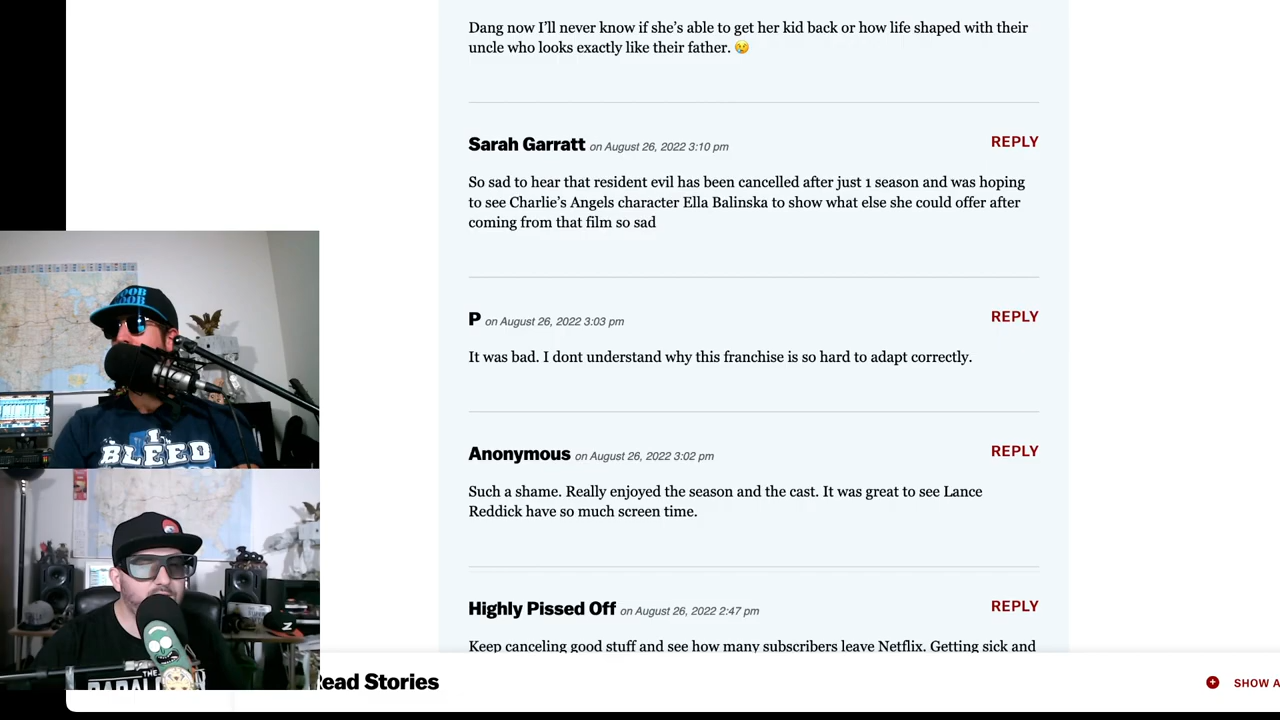 Dang now I’ll never know if she’s able to get her kid back or how life shaped with their
uncle who looks exactly like their father. 😢
Sarah Garratt on August 26, 2022 3:10 pm
REPLY
So sad to hear that resident evil has been cancelled after just 1 season and was hoping
to see Charlie’s Angels character Ella Balinska to show what else she could offer after
coming from that film so sad
P on August 26, 2022 3:03 pm
REPLY
It was bad. I dont understand why this franchise is so hard to adapt correctly.
Anonymous on August 26, 2022 3:02 pm
REPLY
Such a shame. Really enjoyed the season and the cast. It was great to see Lance
Reddick have so much screen time.
Highly Pissed Off on August 26, 2022 2:47 pm
REPLY
Keep canceling good stuff and see how many subscribers leave Netflix. Getting sick and
ead Stories
SHOW A
I
BLEED
THE